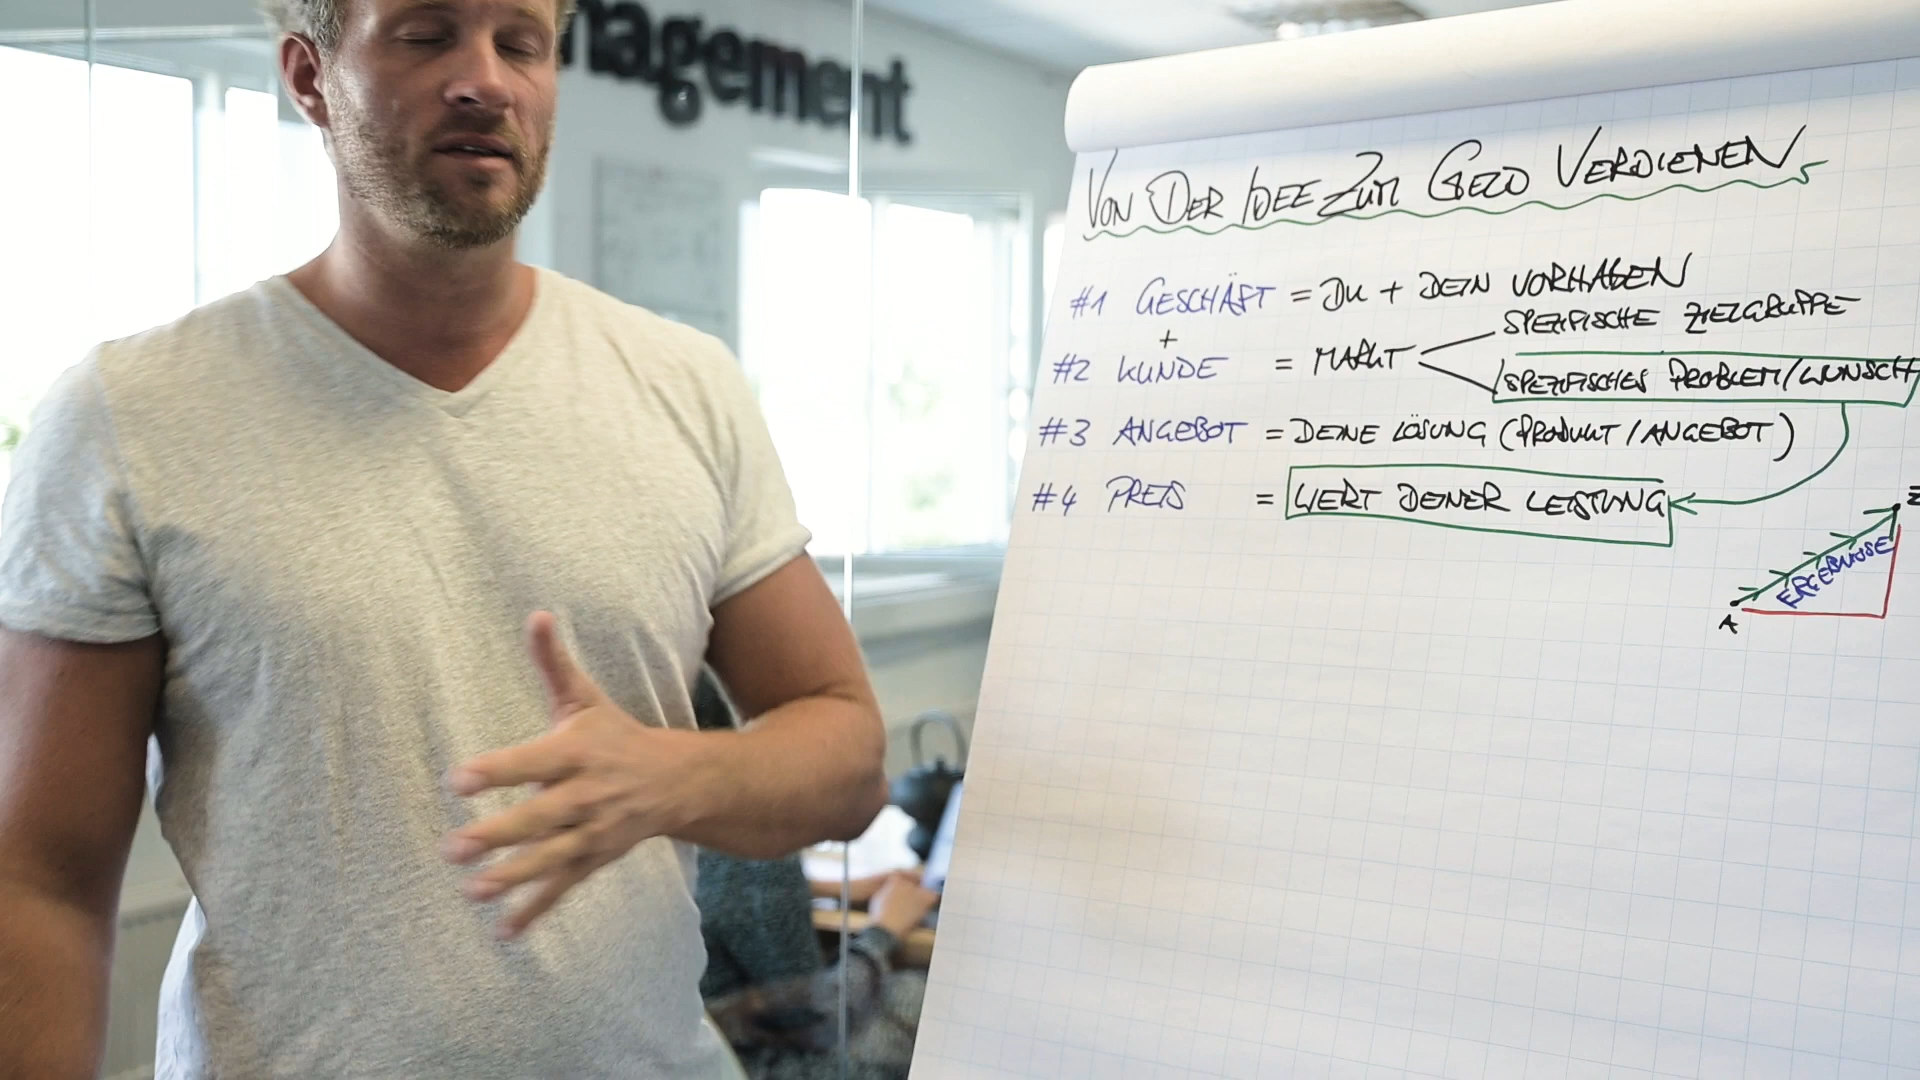 nagement
VON DER IDEE ZUM GELD VERDIENEN
#1 GESCHÄFT = DU + DEIN VORHABEN
+
SPEZIFISCHE ZIELGRUPPE
#2 KUNDE = MARKT
SPEZIFISCHES PROBLEM/WUNSCH
#3 ANGEBOT = DEINE LÖSUNG (PRODUKT/ANGEBOT)
#4 PREIS = WERT DEINER LEISTUNG
ERGEBNISSE
A